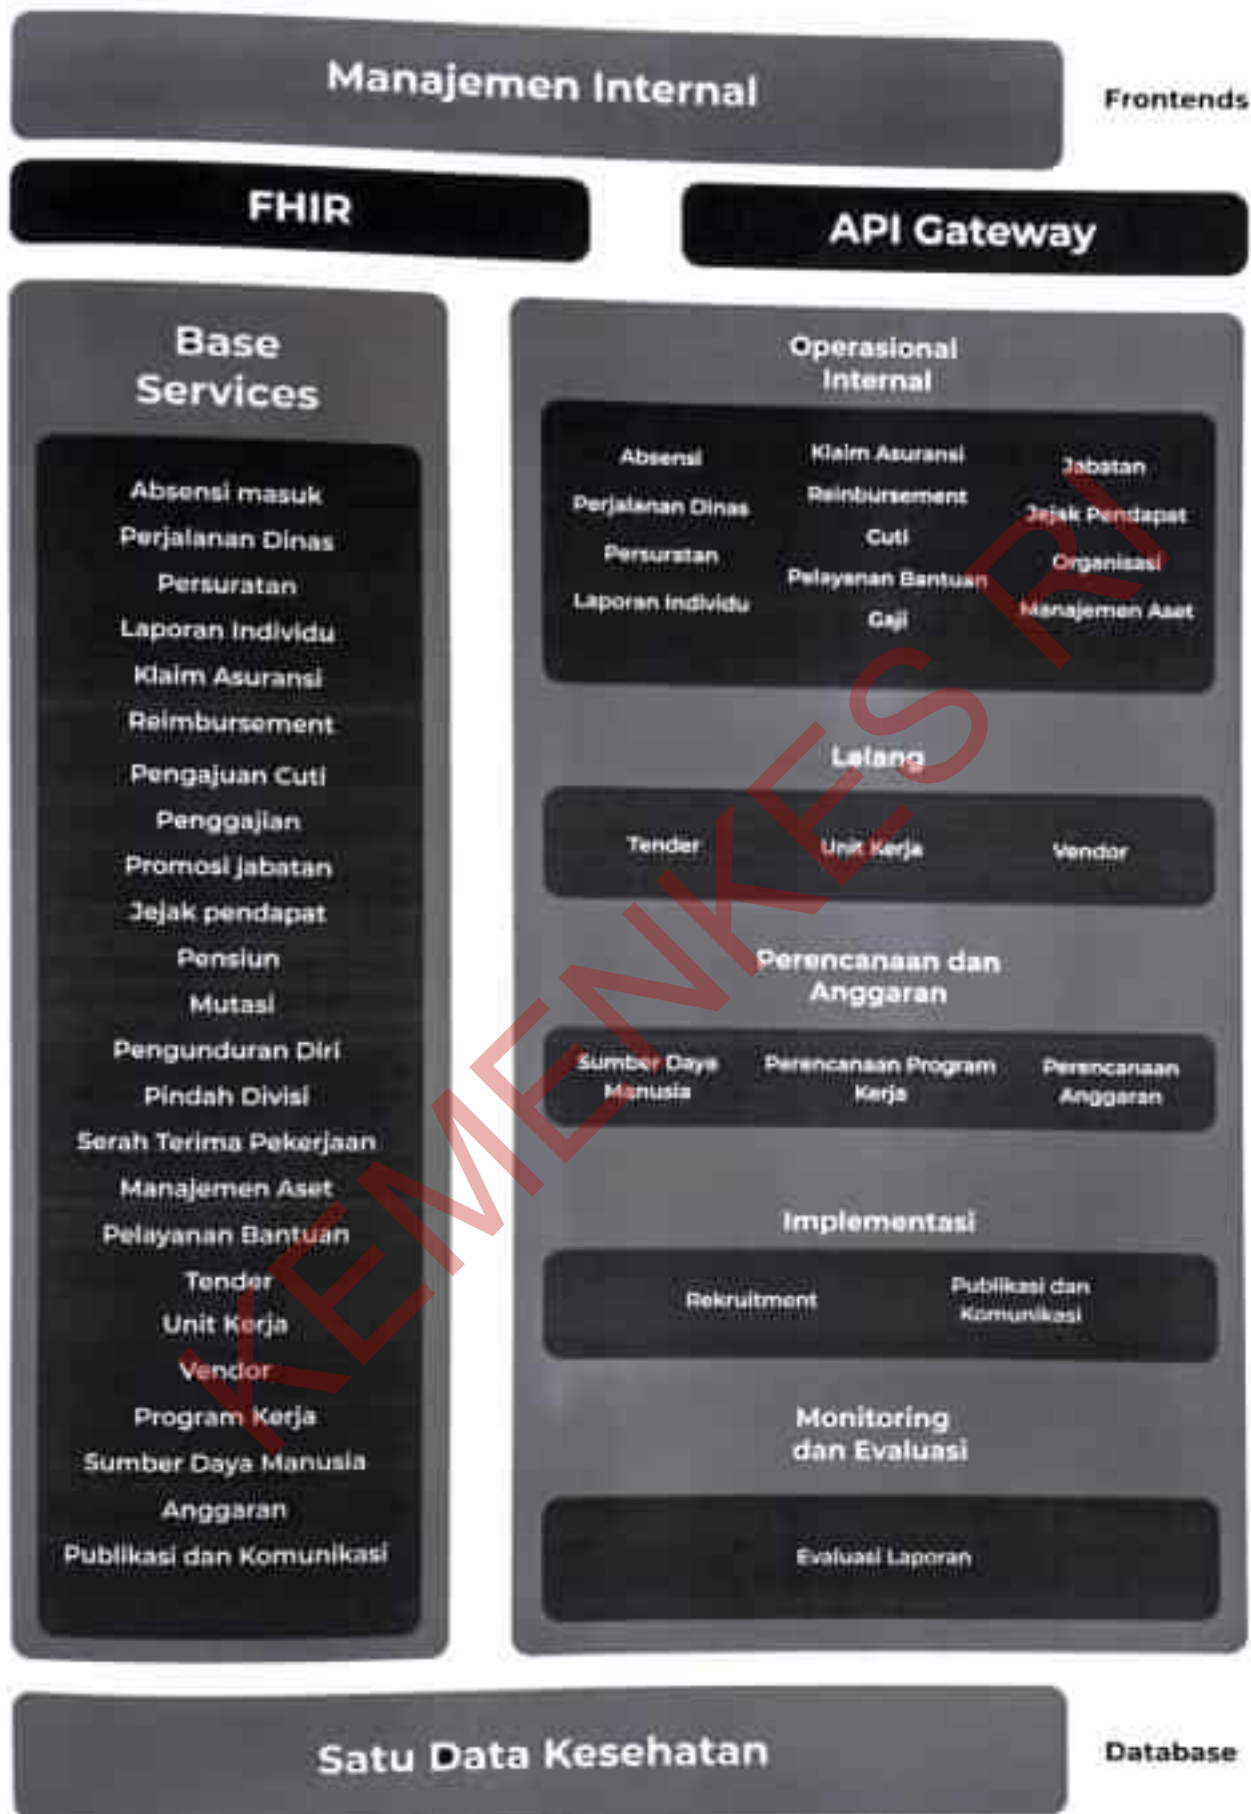 Manajemen Internal
Frontends
FHIR
API Gateway
Base
Services
Absensi masuk
Perjalanan Dinas
Persuratan
Laporan Individu
Klaim Asuransi
Reimbursement
Pengajuan Cuti
Penggajian
Promosi jabatan
Jejak pendapat
Pensiun
Mutasi
Pengunduran Diri
Pindah Divisi
Serah Terima Pekerjaan
Manajemen Aset
Pelayanan Bantuan
Tender
Unit Kerja
Vendor
Program Kerja
Sumber Daya Manusia
Anggaran
Publikasi dan Komunikasi
Operasional
Internal
Absensi
Perjalanan Dinas
Persuratan
Laporan Individu
Klaim Asuransi
Reinbursement
Cuti
Pelayanan Bantuan
Gaji
Jabatan
Jejak Pendapat
Organisasi
Manajemen Aset
Lelang
Tender
Unit Kerja
Vendor
Perencanaan dan
Anggaran
Sumber Daya
Manusia
Perencanaan Program
Kerja
Perencanaan
Anggaran
Implementasi
Rekruitment
Publikasi dan
Komunikasi
Monitoring
dan Evaluasi
Evaluasi Laporan
Satu Data Kesehatan
Database
KEMENKES RI